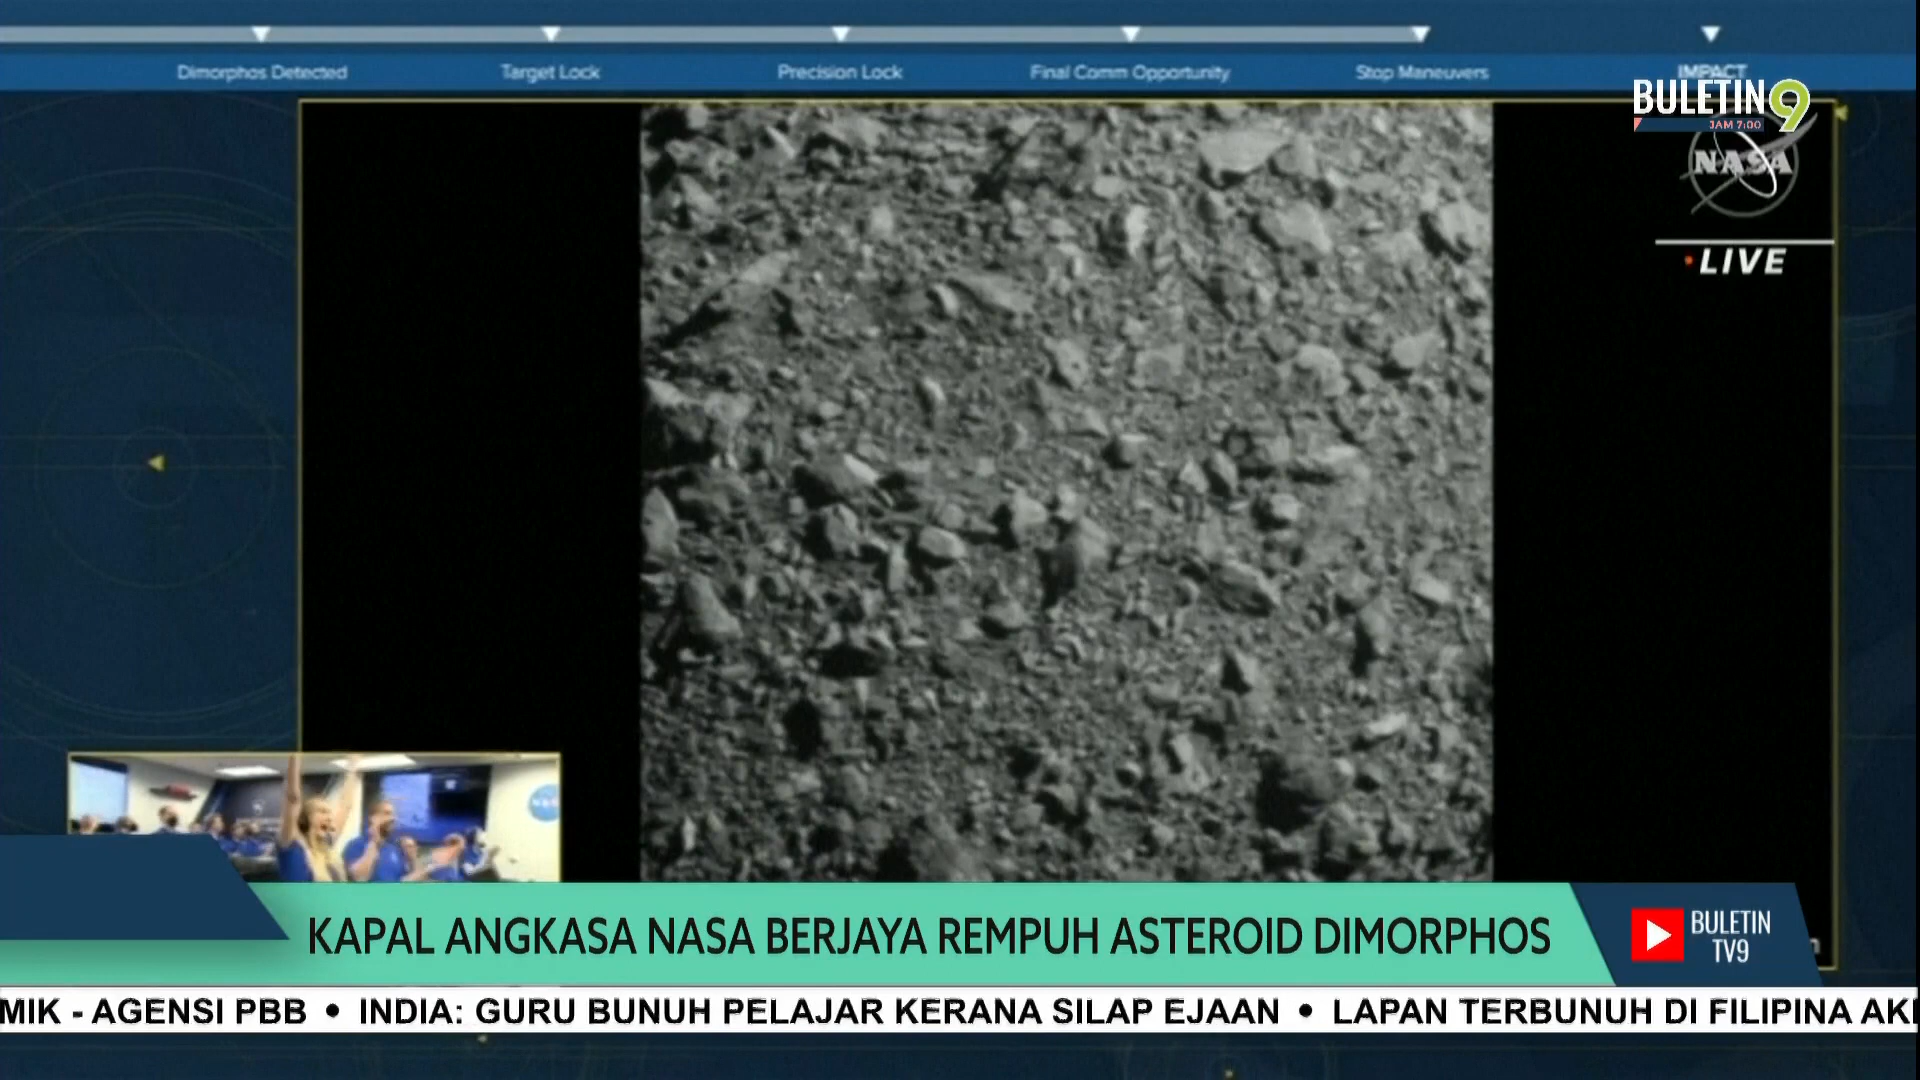 Dimorphos Detected
Target Lock
Precision Lock
Final Comm Opportunity
Stop Maneuvers
IMPACT
BULETIN 9
JAM 7:00
NASA
LIVE
KAPAL ANGKASA NASA BERJAYA REMPUH ASTEROID DIMORPHOS
BULETIN
TV9
MIK - AGENSI PBB • INDIA: GURU BUNUH PELAJAR KERANA SILAP EJAAN • LAPAN TERBUNUH DI FILIPINA